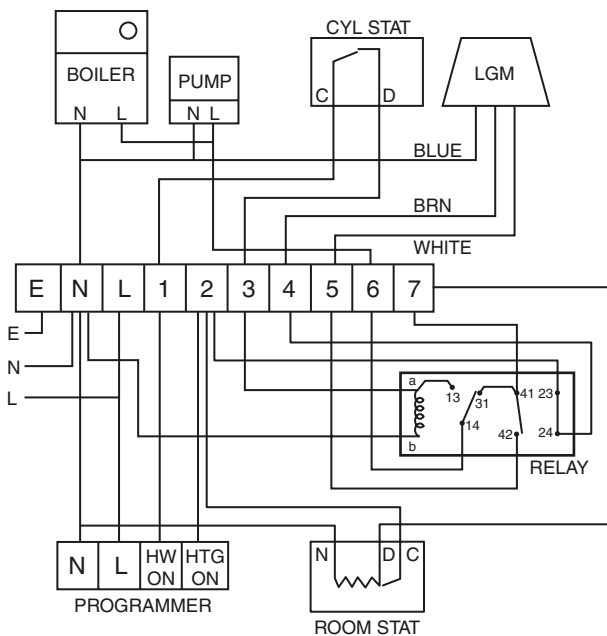 CYL STAT
BOILER
PUMP
LGM
N L
N L
C D
BLUE
BRN
WHITE
E N L 1 2 3 4 5 6 7
E
N
L
a
13 31 41 23
14 42 24
b
RELAY
N L HW ON HTG ON
PROGRAMMER
N D C
ROOM STAT